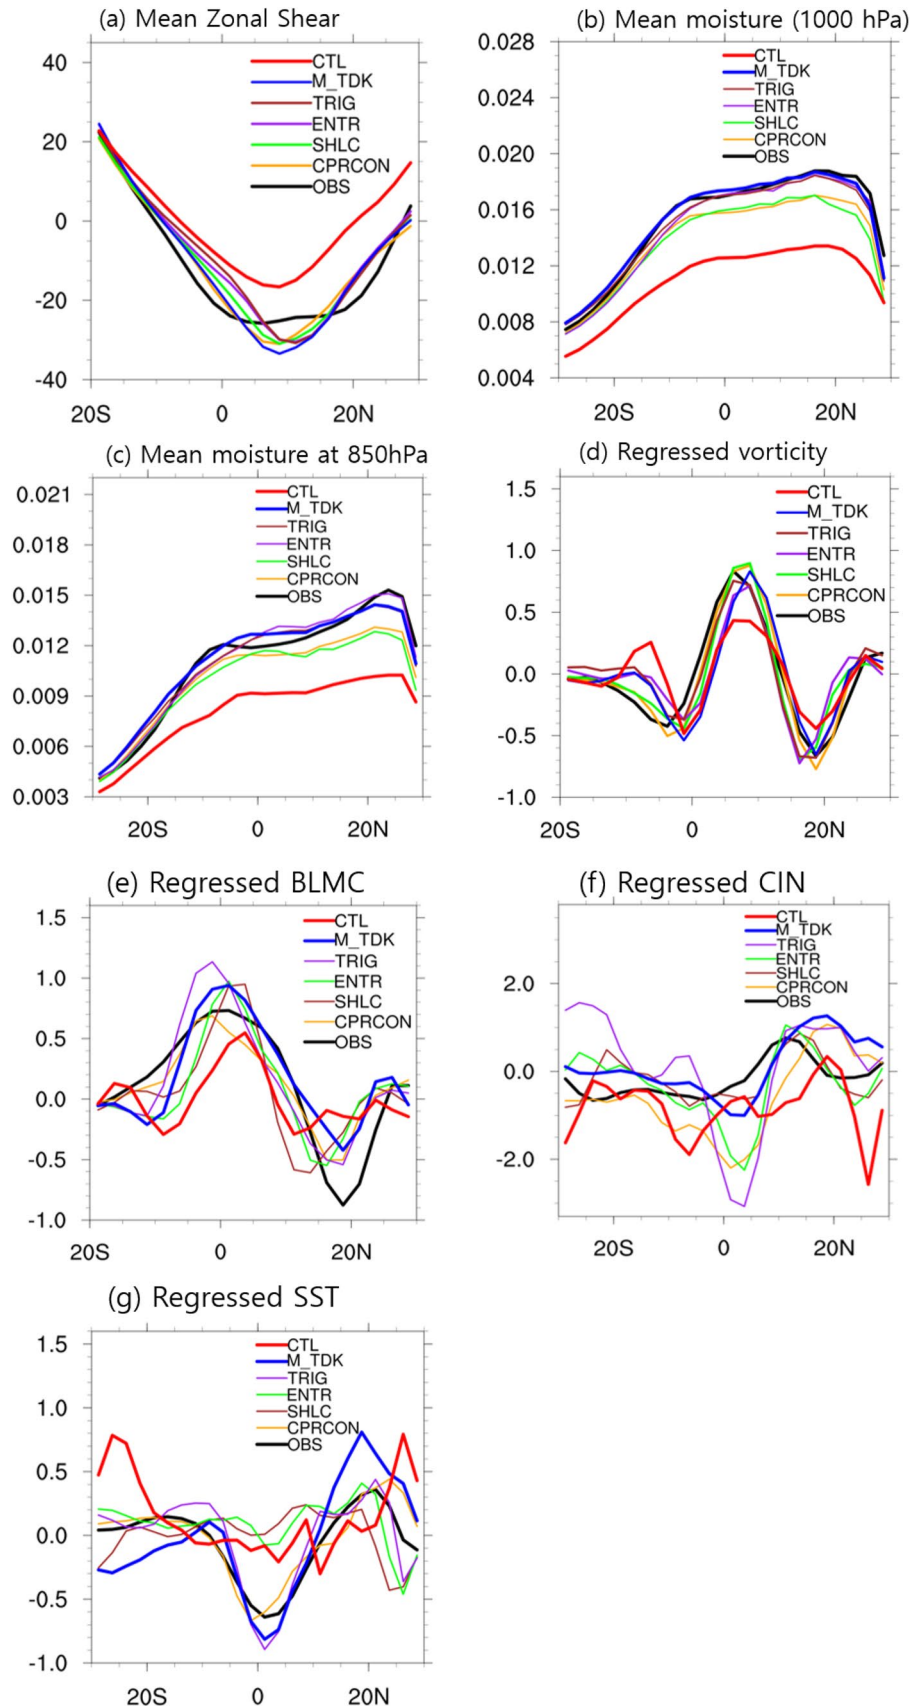 (a) Mean Zonal Shear
40
20
0
-20
-40
CTL
M_TDK
TRIG
ENTR
SHLC
CPRCON
OBS
20S 0 20N
(b) Mean moisture (1000 hPa)
0.028
0.024
0.020
0.016
0.012
0.008
0.004
CTL
M_TDK
TRIG
ENTR
SHLC
CPRCON
OBS
20S 0 20N
(c) Mean moisture at 850hPa
0.021
0.018
0.015
0.012
0.009
0.006
0.003
CTL
M_TDK
TRIG
ENTR
SHLC
CPRCON
OBS
20S 0 20N
(d) Regressed vorticity
1.5
1.0
0.5
0.0
-0.5
-1.0
CTL
M_TDK
TRIG
ENTR
SHLC
CPRCON
OBS
20S 0 20N
(e) Regressed BLMC
1.5
1.0
0.5
0.0
-0.5
-1.0
CTL
M_TDK
TRIG
ENTR
SHLC
CPRCON
OBS
20S 0 20N
(f) Regressed CIN
2.0
0.0
-2.0
CTL
M_TDK
TRIG
ENTR
SHLC
CPRCON
OBS
20S 0 20N
(g) Regressed SST
1.5
1.0
0.5
0.0
-0.5
-1.0
CTL
M_TDK
TRIG
ENTR
SHLC
CPRCON
OBS
20S 0 20N